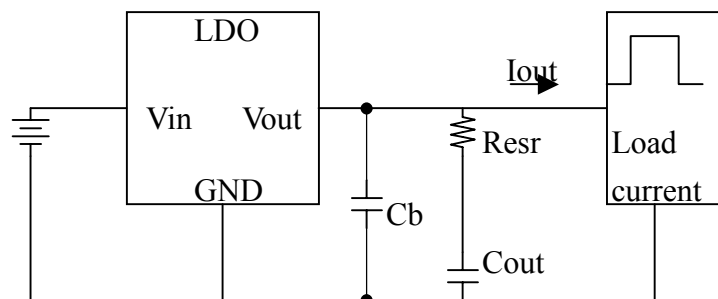 LDO
Iout
Vin
Vout
Resr
Load
current
GND
Cb
Cout